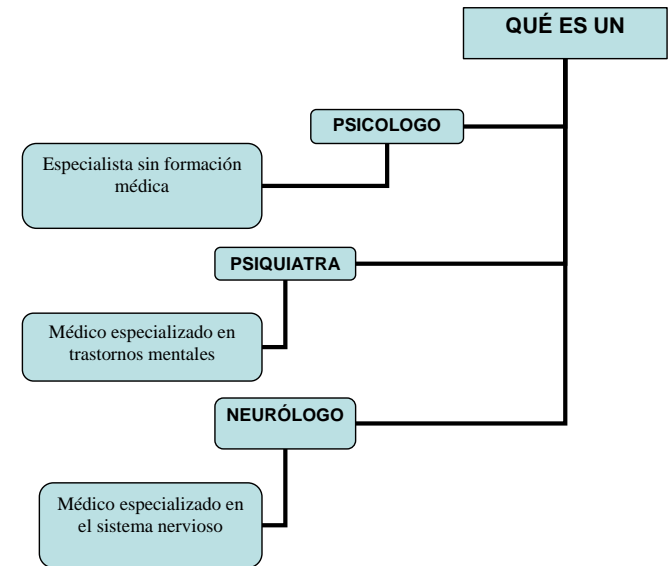 QUÉ ES UN
PSICOLOGO
Especialista sin formación
médica
PSIQUIATRA
Médico especializado en
trastornos mentales
NEURÓLOGO
Médico especializado en
el sistema nervioso